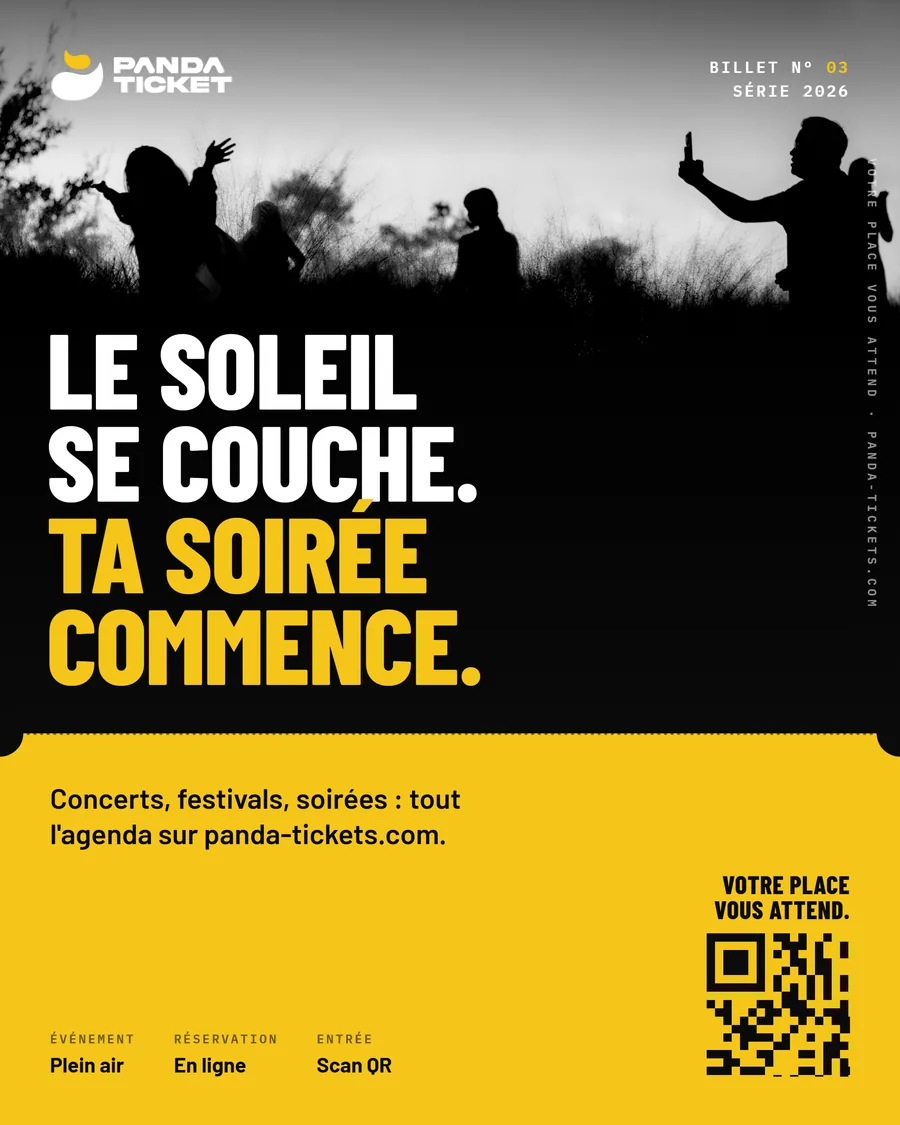 PANDA
TICKET
BILLET Nº 03
SÉRIE 2026
VOTRE PLACE VOUS ATTEND · PANDA-TICKETS.COM
LE SOLEIL
SE COUCHE.
TA SOIRÉE
COMMENCE.
Concerts, festivals, soirées : tout
l'agenda sur panda-tickets.com.
VOTRE PLACE
VOUS ATTEND.
ÉVÉNEMENT
Plein air
RÉSERVATION
En ligne
ENTRÉE
Scan QR